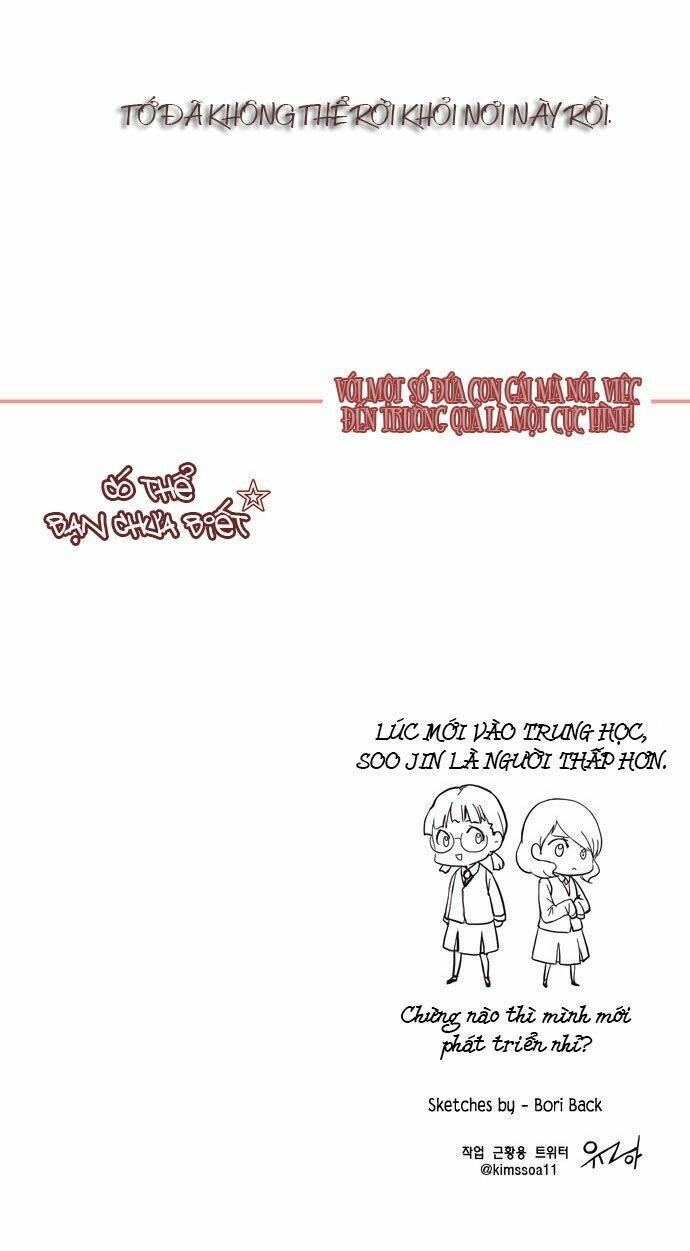 TỚ ĐÃ KHÔNG THỂ RỜI KHỎI NƠI NÀY RỒI.
VỚI MỘT SỐ ĐỨA CON GÁI MÀ NÓI, VIỆC
ĐẾN TRƯỜNG QUẢ LÀ MỘT CỰC HÌNH!
CÓ THỂ
BẠN CHƯA BIẾT
LÚC MỚI VÀO TRUNG HỌC,
SOO JIN LÀ NGƯỜI THẤP HƠN.
Chừng nào thì mình mới
phát triển nhỉ?
Sketches by - Bori Back
작업 근황용 트위터
@kimssoa11